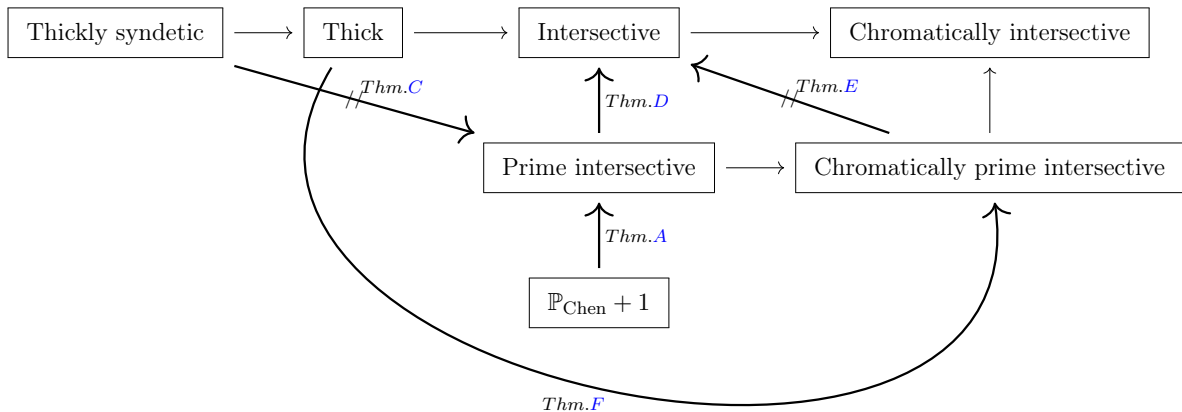 Thickly syndetic
Thick
Intersective
Chromatically intersective
Thm.C
Thm.D
Thm.E
Prime intersective
Chromatically prime intersective
Thm.A
ℙ_Chen + 1
Thm.F